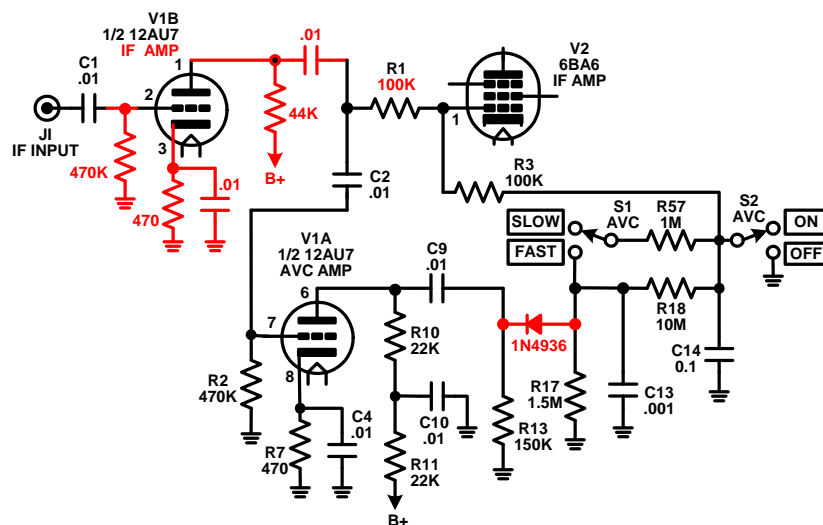 V1B
1/2 12AU7
IF AMP
C1
.01
1
2
3
JI
IF INPUT
470K
470
.01
.01
44K
B+
R1
100K
V2
6BA6
IF AMP
1
C2
.01
R3
100K
S1
AVC
R57
1M
S2
AVC
SLOW
FAST
ON
OFF
V1A
1/2 12AU7
AVC AMP
6
7
8
C9
.01
R10
22K
1N4936
R18
10M
C14
0.1
R2
470K
R7
470
C4
.01
C10
.01
R11
22K
B+
R13
150K
R17
1.5M
C13
.001